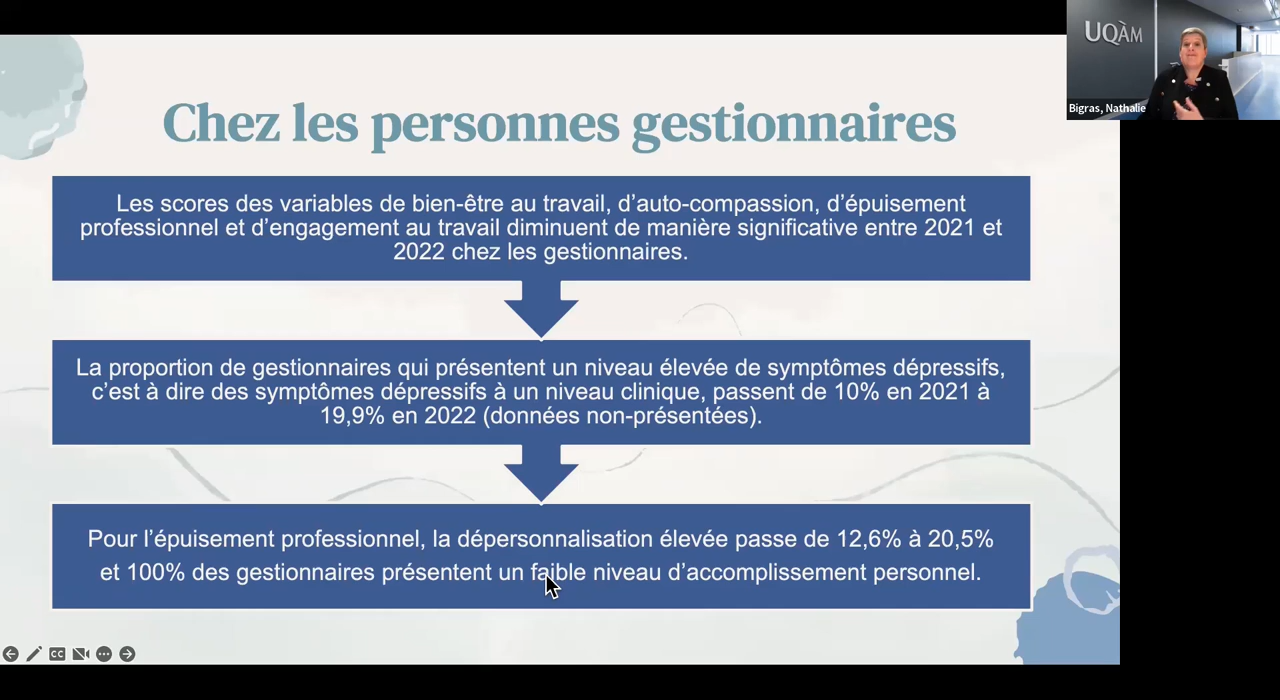 UQÀM
Bigras, Nathalie
Chez les personnes gestionnaires
Les scores des variables de bien-être au travail, d’auto-compassion, d’épuisement
professionnel et d’engagement au travail diminuent de manière significative entre 2021 et
2022 chez les gestionnaires.
La proportion de gestionnaires qui présentent un niveau élevée de symptômes dépressifs,
c’est à dire des symptômes dépressifs à un niveau clinique, passent de 10% en 2021 à
19,9% en 2022 (données non-présentées).
Pour l’épuisement professionnel, la dépersonnalisation élevée passe de 12,6% à 20,5%
et 100% des gestionnaires présentent un faible niveau d’accomplissement personnel.
CC